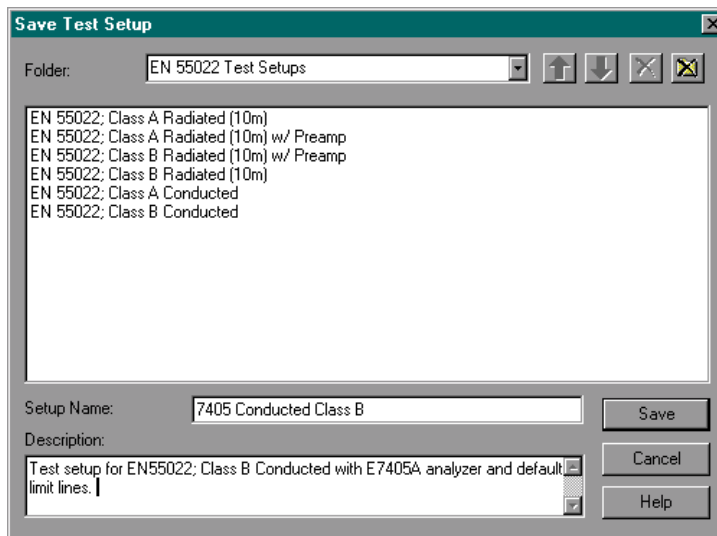 Save Test Setup
Folder:
EN 55022 Test Setups
EN 55022; Class A Radiated (10m)
EN 55022; Class A Radiated (10m) w/ Preamp
EN 55022; Class B Radiated (10m) w/ Preamp
EN 55022; Class B Radiated (10m)
EN 55022; Class A Conducted
EN 55022; Class B Conducted
Setup Name:
7405 Conducted Class B
Save
Description:
Test setup for EN55022; Class B Conducted with E7405A analyzer and default
limit lines.
Cancel
Help